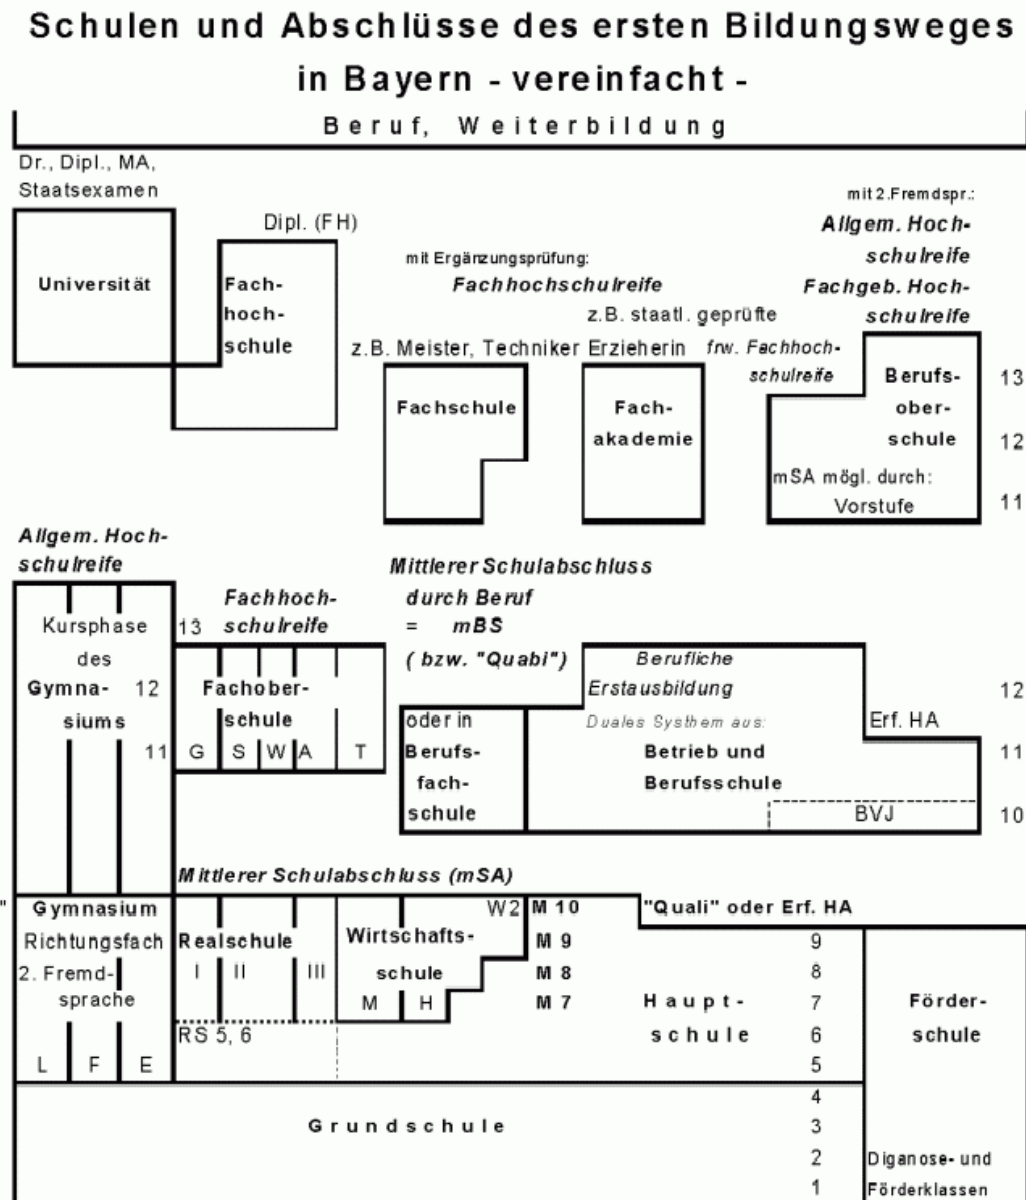 Schulen und Abschlüsse des ersten Bildungsweges
in Bayern - vereinfacht -
Beruf, Weiterbildung
Dr., Dipl., MA,
Staatsexamen
Universität
Dipl. (FH)
Fach-
hoch-
schule
mit Ergänzungsprüfung:
Fachhochschulreife
z.B. staatl. geprüfte
z.B. Meister, Techniker Erzieherin
Fachschule
Fach-
akademie
mit 2.Fremdspr.:
Allgem. Hoch-
schulreife
Fachgeb. Hoch-
schulreife
frw. Fachhoch-
schulreife
Berufs-
ober-
schule
mSA mögl. durch:
Vorstufe
13
12
11
Allgem. Hoch-
schulreife
Kursphase
des
Gymna-
siums
13
12
11
Fachhoch-
schulreife
Fachober-
schule
G S W A T
Mittlerer Schulabschluss
durch Beruf
= mBS
( bzw. "Quabi")
oder in
Berufs-
fach-
schule
Berufliche
Erstausbildung
Duales Systhem aus:
Betrieb und
Berufsschule
Erf. HA
BVJ
12
11
10
Mittlerer Schulabschluss (mSA)
"
Gymnasium
Richtungsfach
2. Fremd-
sprache
L F E
Realschule
I II III
RS 5, 6
W2
Wirtschafts-
schule
M H
M 10
M 9
M 8
M 7
"Quali" oder Erf. HA
Haupt-
schule
9
8
7
6
5
Förder-
schule
Grundschule
4
3
2
1
Diganose- und
Förderklassen